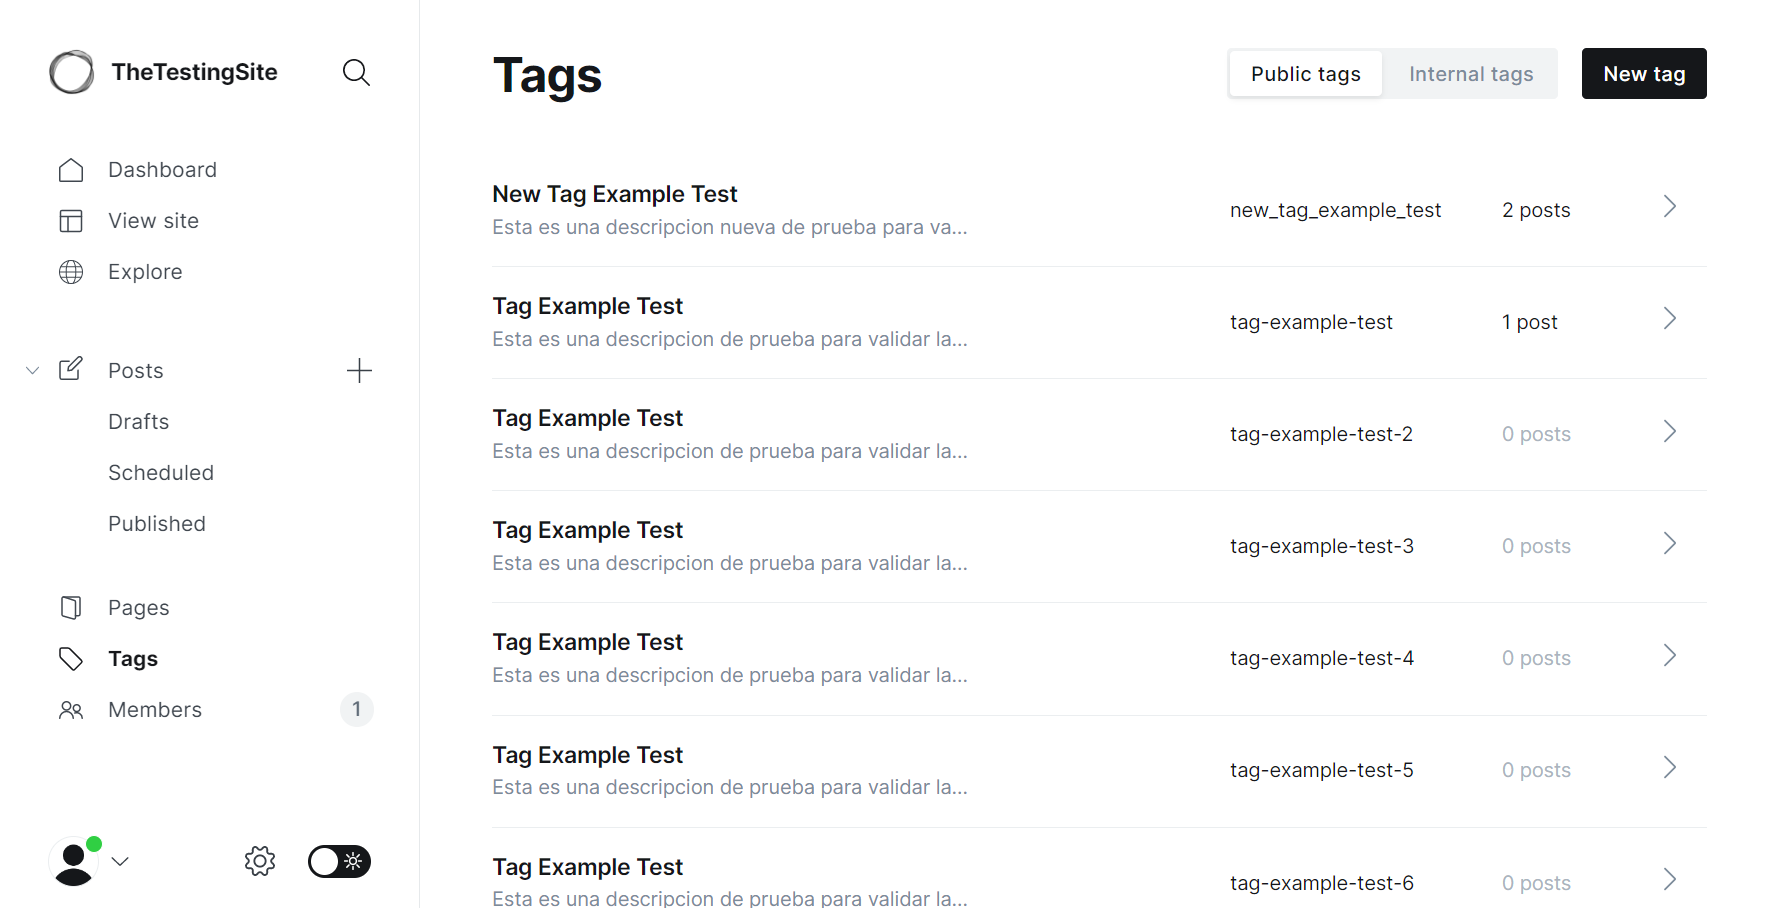 TheTestingSite
Dashboard
View site
Explore
Posts
Drafts
Scheduled
Published
Pages
Tags
Members
1
Tags
Public tags
Internal tags
New tag
New Tag Example Test
Esta es una descripcion nueva de prueba para va...
new_tag_example_test
2 posts
Tag Example Test
Esta es una descripcion de prueba para validar la...
tag-example-test
1 post
Tag Example Test
Esta es una descripcion de prueba para validar la...
tag-example-test-2
0 posts
Tag Example Test
Esta es una descripcion de prueba para validar la...
tag-example-test-3
0 posts
Tag Example Test
Esta es una descripcion de prueba para validar la...
tag-example-test-4
0 posts
Tag Example Test
Esta es una descripcion de prueba para validar la...
tag-example-test-5
0 posts
Tag Example Test
Esta es una descripcion de prueba para validar la...
tag-example-test-6
0 posts